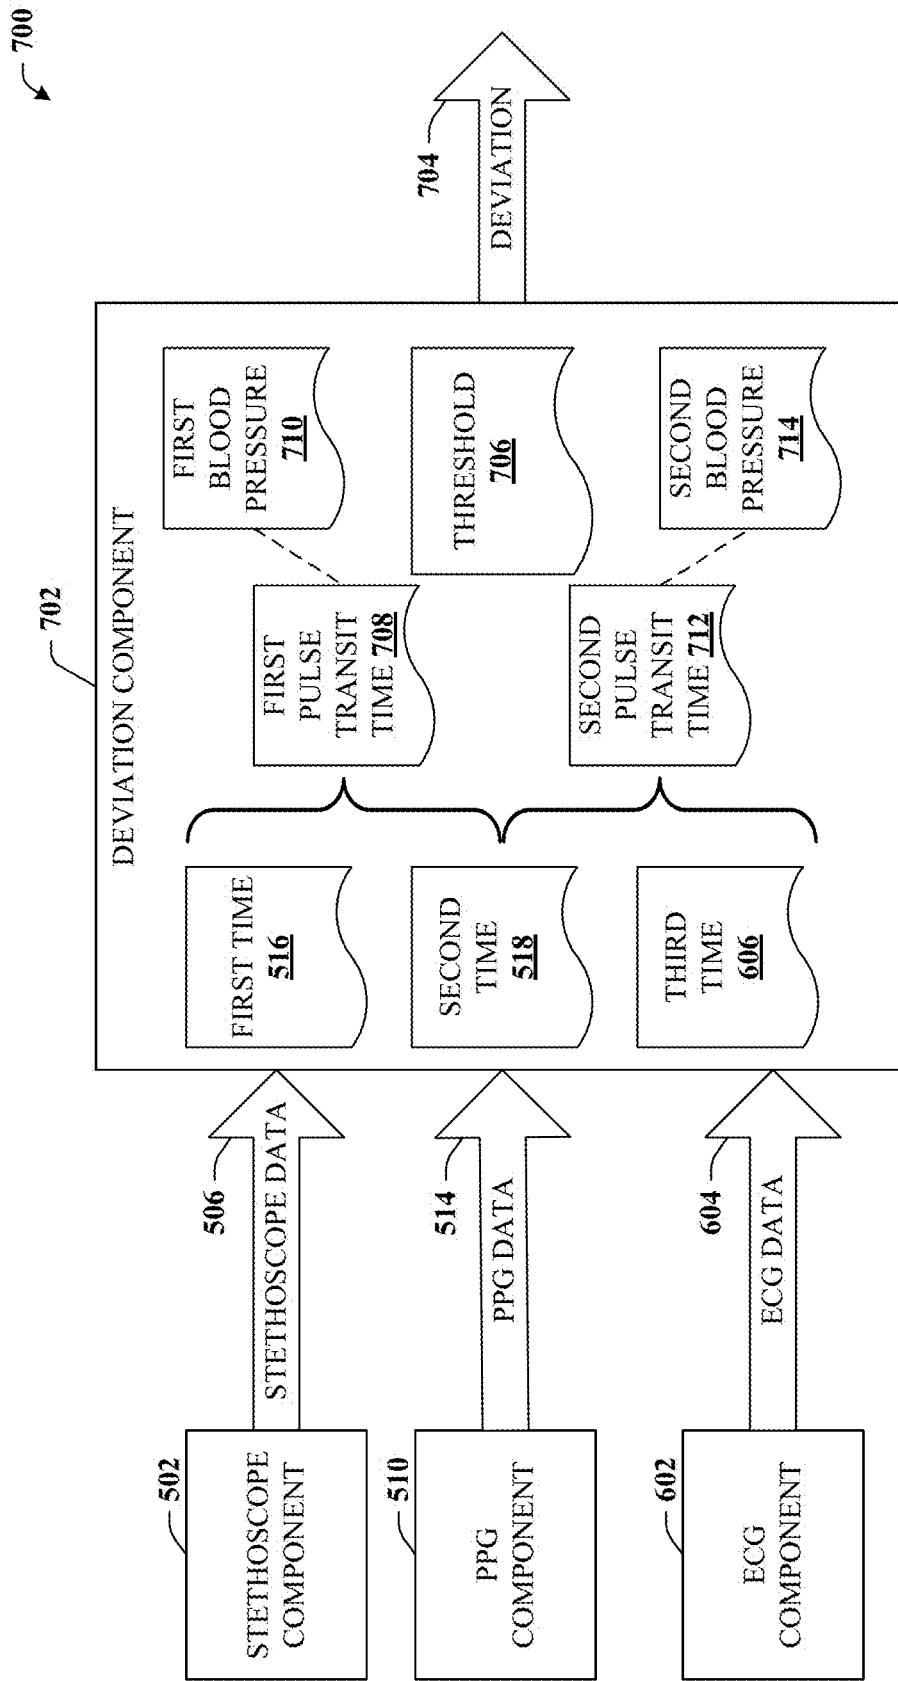 700
702
DEVIATION COMPONENT
502
STETHOSCOPE
COMPONENT
506
STETHOSCOPE DATA
FIRST TIME
516
FIRST
PULSE
TRANSIT
TIME 708
FIRST
BLOOD
PRESSURE
710
510
PPG
COMPONENT
514
PPG DATA
SECOND
TIME
518
THRESHOLD
706
704
DEVIATION
602
ECG
COMPONENT
604
ECG DATA
THIRD
TIME
606
SECOND
PULSE
TRANSIT
TIME 712
SECOND
BLOOD
PRESSURE
714